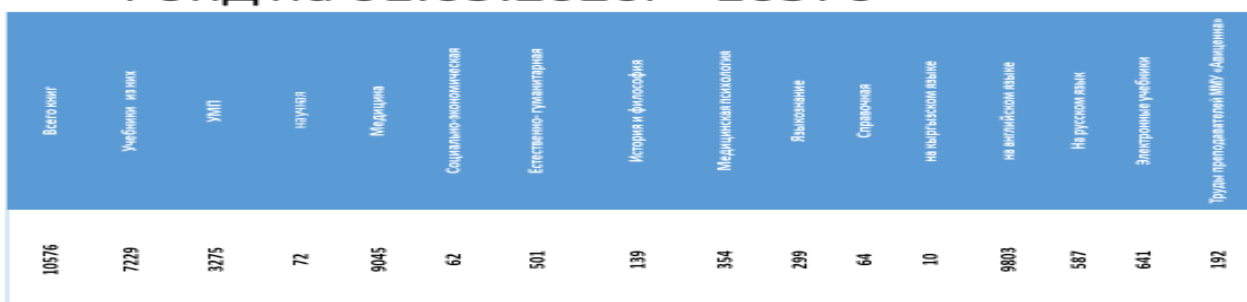 Всего книг
Учебники из них
УМП
научная
Медицина
Социально-экономическая
Естественно- гуманитарная
История и философия
Медицинская психология
Языкознание
Справочная
на кыргызском языке
на английском языке
На русском язык
Электронные учебники
Труды преподавателей ММУ «Авиценна»
10576
7229
3275
72
9045
62
501
139
354
299
64
10
9803
587
641
192